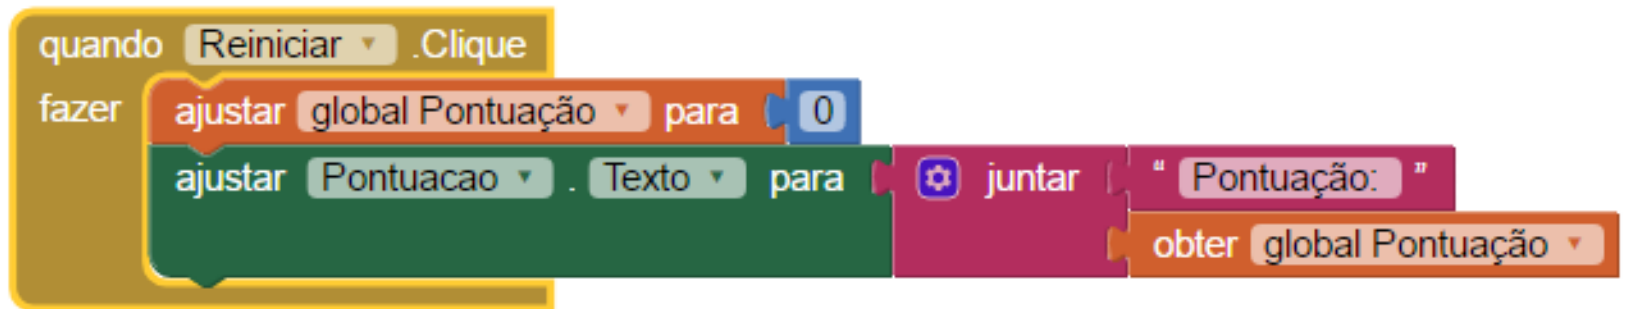 quando Reiniciar .Clique
fazer ajustar global Pontuação para 0
ajustar Pontuacao . Texto para juntar “ Pontuação: ”
obter global Pontuação